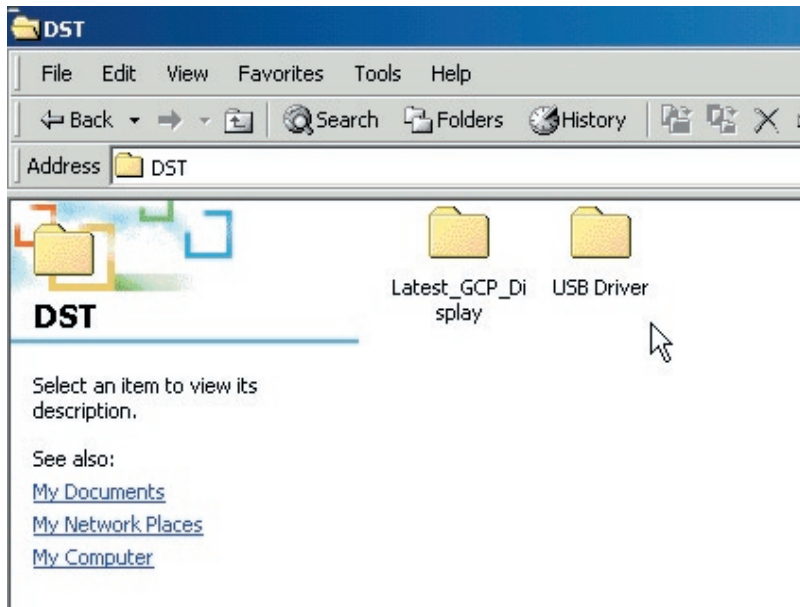 DST
File Edit View Favorites Tools Help
Back Search Folders History
Address DST
Latest_GCP_Di
splay
USB Driver
DST
Select an item to view its
description.
See also:
My Documents
My Network Places
My Computer